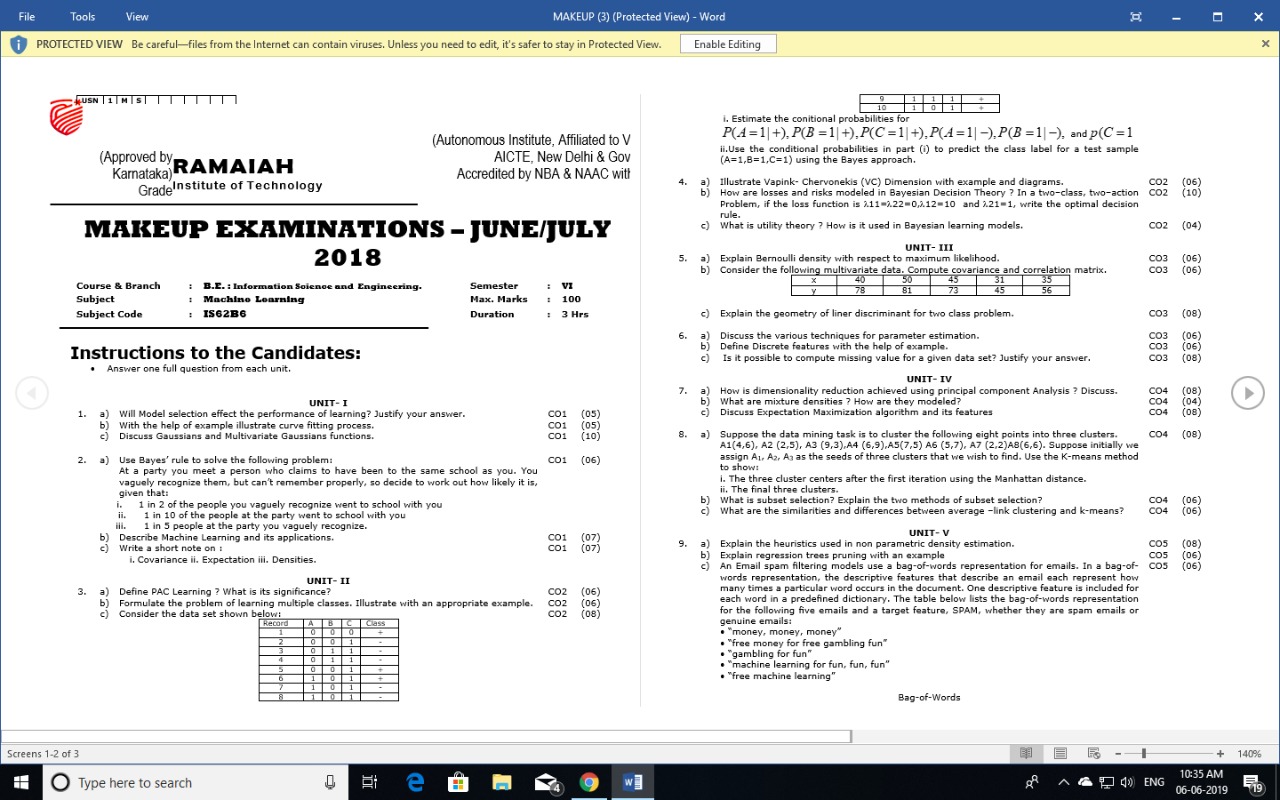 File Tools View MAKEUP (3) (Protected View) - Word
PROTECTED VIEW Be careful—files from the Internet can contain viruses. Unless you need to edit, it's safer to stay in Protected View. Enable Editing
USN 1 M S
(Autonomous Institute, Affiliated to V
(Approved by AICTE, New Delhi & Gov
Karnataka) Accredited by NBA & NAAC with
Grade
RAMAIAH
Institute of Technology
MAKEUP EXAMINATIONS – JUNE/JULY
2018
Course & Branch : B.E. : Information Science and Engineering. Semester : VI
Subject : Machine Learning Max. Marks : 100
Subject Code : IS62B6 Duration : 3 Hrs
Instructions to the Candidates:
• Answer one full question from each unit.
UNIT- I
1. a) Will Model selection effect the performance of learning? Justify your answer. CO1 (05)
b) With the help of example illustrate curve fitting process. CO1 (05)
c) Discuss Gaussians and Multivariate Gaussians functions. CO1 (10)
2. a) Use Bayes' rule to solve the following problem: CO1 (06)
At a party you meet a person who claims to have been to the same school as you. You
vaguely recognize them, but can't remember properly, so decide to work out how likely it is,
given that:
i. 1 in 2 of the people you vaguely recognize went to school with you
ii. 1 in 10 of the people at the party went to school with you
iii. 1 in 5 people at the party you vaguely recognize.
b) Describe Machine Learning and its applications. CO1 (07)
c) Write a short note on : CO1 (07)
i. Covariance ii. Expectation iii. Densities.
UNIT- II
3. a) Define PAC Learning ? What is its significance? CO2 (06)
b) Formulate the problem of learning multiple classes. Illustrate with an appropriate example. CO2 (06)
c) Consider the data set shown below: CO2 (08)
Record A B C Class
1 0 0 0 +
2 0 0 1 -
3 0 1 1 -
4 0 1 1 -
5 0 0 1 +
6 1 0 1 +
7 1 0 1 -
8 1 0 1 -
9 1 1 1 +
10 1 0 1 +
i. Estimate the conitional probabilities for
P(A=1|+), P(B=1|+), P(C=1|+), P(A=1|−), P(B=1|−), and p(C=1
ii.Use the conditional probabilities in part (i) to predict the class label for a test sample
(A=1,B=1,C=1) using the Bayes approach.
4. a) Illustrate Vapink- Chervonekis (VC) Dimension with example and diagrams. CO2 (06)
b) How are losses and risks modeled in Bayesian Decision Theory ? In a two–class, two–action CO2 (10)
Problem, if the loss function is λ11=λ22=0,λ12=10 and λ21=1, write the optimal decision
rule.
c) What is utility theory ? How is it used in Bayesian learning models. CO2 (04)
UNIT- III
5. a) Explain Bernoulli density with respect to maximum likelihood. CO3 (06)
b) Consider the following multivariate data. Compute covariance and correlation matrix. CO3 (06)
x 40 50 45 31 35
y 78 81 73 45 56
c) Explain the geometry of liner discriminant for two class problem. CO3 (08)
6. a) Discuss the various techniques for parameter estimation. CO3 (06)
b) Define Discrete features with the help of example. CO3 (06)
c) Is it possible to compute missing value for a given data set? Justify your answer. CO3 (08)
UNIT- IV
7. a) How is dimensionality reduction achieved using principal component Analysis ? Discuss. CO4 (08)
b) What are mixture densities ? How are they modeled? CO4 (04)
c) Discuss Expectation Maximization algorithm and its features CO4 (08)
8. a) Suppose the data mining task is to cluster the following eight points into three clusters. CO4 (08)
A1(4,6), A2 (2,5), A3 (9,3),A4 (6,9),A5(7,5) A6 (5,7), A7 (2,2)A8(6,6). Suppose initially we
assign A₁, A₂, A₃ as the seeds of three clusters that we wish to find. Use the K-means method
to show:
i. The three cluster centers after the first iteration using the Manhattan distance.
ii. The final three clusters.
b) What is subset selection? Explain the two methods of subset selection? CO4 (06)
c) What are the similarities and differences between average –link clustering and k-means? CO4 (06)
UNIT- V
9. a) Explain the heuristics used in non parametric density estimation. CO5 (08)
b) Explain regression trees pruning with an example CO5 (06)
c) An Email spam filtering models use a bag-of-words representation for emails. In a bag-of- CO5 (06)
words representation, the descriptive features that describe an email each represent how
many times a particular word occurs in the document. One descriptive feature is included for
each word in a predefined dictionary. The table below lists the bag-of-words representation
for the following five emails and a target feature, SPAM, whether they are spam emails or
genuine emails:
• "money, money, money"
• "free money for free gambling fun"
• "gambling for fun"
• "machine learning for fun, fun, fun"
• "free machine learning"
Bag-of-Words
Screens 1-2 of 3 140%
Type here to search 4 ENG 10:35 AM 19
06-06-2019